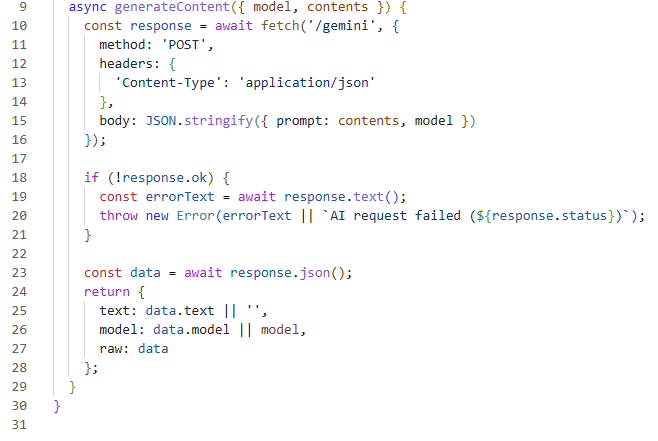 9 async generateContent({ model, contents }) {
10 const response = await fetch('/gemini', {
11 method: 'POST',
12 headers: {
13 'Content-Type': 'application/json'
14 },
15 body: JSON.stringify({ prompt: contents, model })
16 });
17
18 if (!response.ok) {
19 const errorText = await response.text();
20 throw new Error(errorText || `AI request failed (${response.status})`);
21 }
22
23 const data = await response.json();
24 return {
25 text: data.text || '',
26 model: data.model || model,
27 raw: data
28 };
29 }
30 }
31